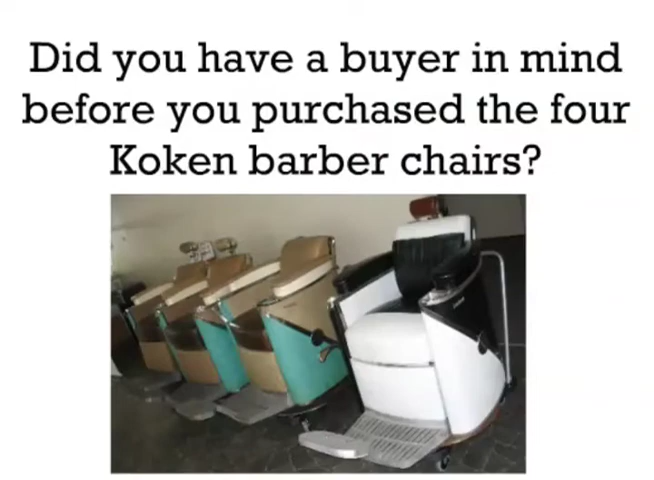 Did you have a buyer in mind
before you purchased the four
Koken barber chairs?